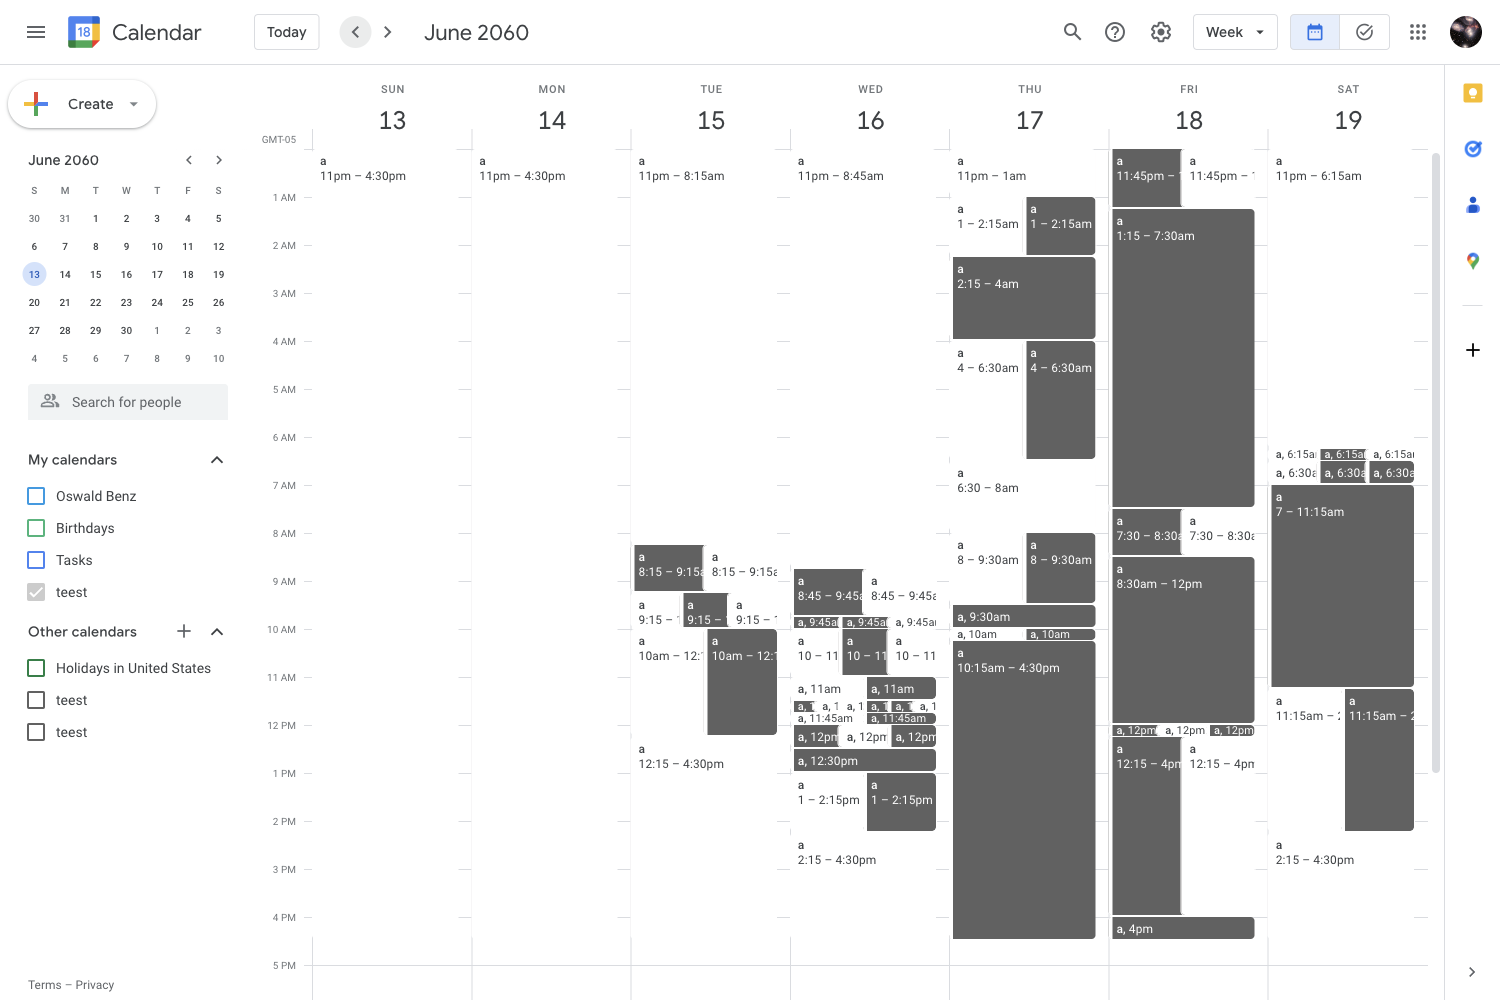 18
Calendar
Today
June 2060
Week
Create
June 2060
S M T W T F S
30 31 1 2 3 4 5
6 7 8 9 10 11 12
13 14 15 16 17 18 19
20 21 22 23 24 25 26
27 28 29 30 1 2 3
4 5 6 7 8 9 10
Search for people
My calendars
Oswald Benz
Birthdays
Tasks
teest
Other calendars
Holidays in United States
teest
teest
Terms – Privacy
SUN MON TUE WED THU FRI SAT
13 14 15 16 17 18 19
GMT-05
1 AM
2 AM
3 AM
4 AM
5 AM
6 AM
7 AM
8 AM
9 AM
10 AM
11 AM
12 PM
1 PM
2 PM
3 PM
4 PM
5 PM
a
11pm – 4:30pm
a
11pm – 4:30pm
a
11pm – 8:15am
a
8:15 – 9:15a
a
8:15 – 9:15a
a
9:15 –
a
9:15 –
a
9:15 –
a
10am – 12:
a
10am – 12:1
a
12:15 – 4:30pm
a
11pm – 8:45am
a
8:45 – 9:45a
a
8:45 – 9:45a
a, 9:45a
a, 9:45a
a, 9:45a
a
10 – 11
a
10 – 11
a
10 – 11
a, 11am
a, 11am
a, 1
a, 1
a, 1
a, 1
a, 1
a, 1
a, 11:45am
a, 11:45am
a, 12pm
a, 12pm
a, 12pm
a, 12:30pm
a
1 – 2:15pm
a
1 – 2:15pm
a
2:15 – 4:30pm
a
11pm – 1am
a
1 – 2:15am
a
1 – 2:15am
a
2:15 – 4am
a
4 – 6:30am
a
4 – 6:30am
a
6:30 – 8am
a
8 – 9:30am
a
8 – 9:30am
a, 9:30am
a, 10am
a, 10am
a
10:15am – 4:30pm
a
11:45pm –
a
11:45pm –
a
1:15 – 7:30am
a
7:30 – 8:30a
a
7:30 – 8:30a
a
8:30am – 12pm
a, 12pm
a, 12pm
a, 12pm
a
12:15 – 4pm
a
12:15 – 4pm
a, 4pm
a
11pm – 6:15am
a, 6:15a
a, 6:15a
a, 6:15a
a, 6:30a
a, 6:30a
a, 6:30a
a
7 – 11:15am
a
11:15am – 2
a
11:15am – 2
a
2:15 – 4:30pm